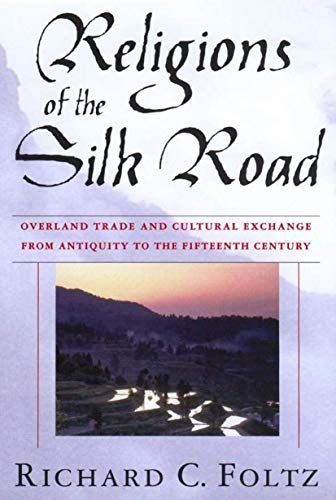 Religions
of the
Silk Road
OVERLAND TRADE AND CULTURAL EXCHANGE
FROM ANTIQUITY TO THE FIFTEENTH CENTURY
RICHARD C. FOLTZ